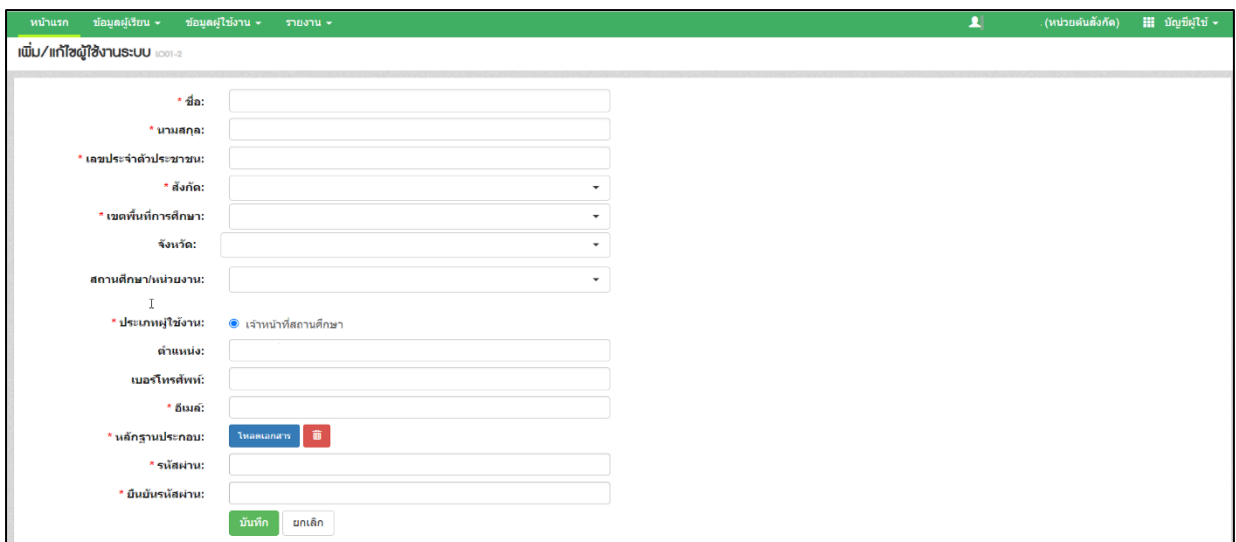 หน้าแรก ข้อมูลผู้เรียน ข้อมูลผู้ใช้งาน รายงาน . (หน่วยต้นสังกัด) บัญชีผู้ใช้
เพิ่ม/แก้ไขผู้ใช้งานระบบ LO01-2
* ชื่อ:
* นามสกุล:
* เลขประจำตัวประชาชน:
* สังกัด:
* เขตพื้นที่การศึกษา:
จังหวัด:
สถานศึกษา/หน่วยงาน:
* ประเภทผู้ใช้งาน: เจ้าหน้าที่สถานศึกษา
ตำแหน่ง:
เบอร์โทรศัพท์:
* อีเมล์:
* หลักฐานประกอบ: โหลดเอกสาร
* รหัสผ่าน:
* ยืนยันรหัสผ่าน:
บันทึก ยกเลิก